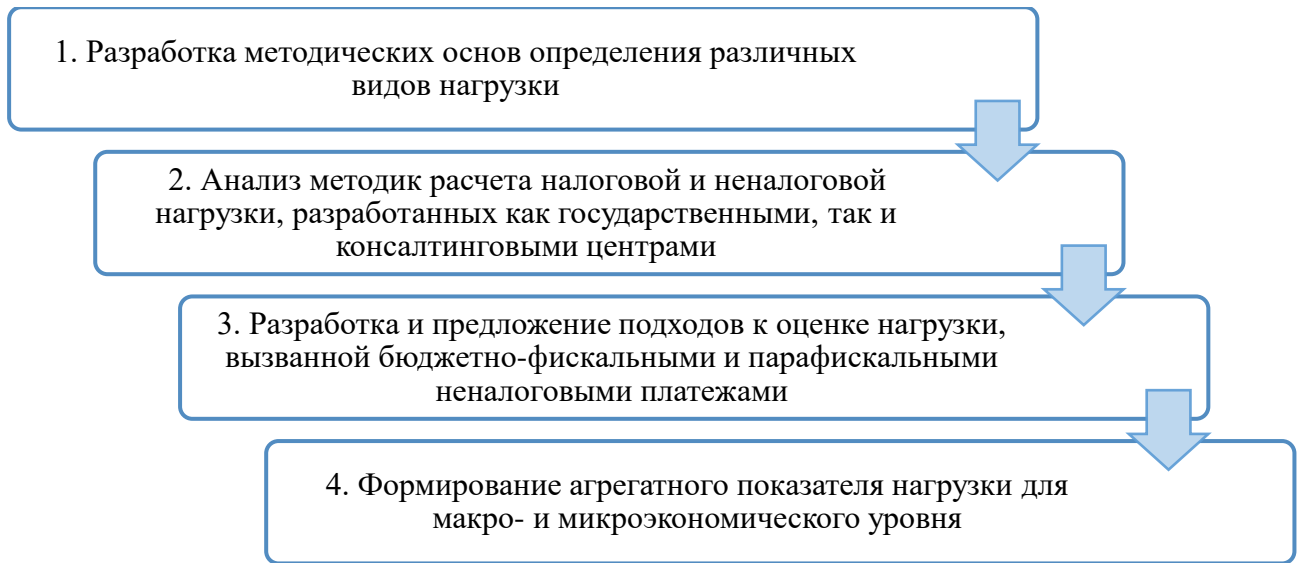 1. Разработка методических основ определения различных
видов нагрузки
2. Анализ методик расчета налоговой и неналоговой
нагрузки, разработанных как государственными, так и
консалтинговыми центрами
3. Разработка и предложение подходов к оценке нагрузки,
вызванной бюджетно-фискальными и парафискальными
неналоговыми платежами
4. Формирование агрегатного показателя нагрузки для
макро- и микроэкономического уровня